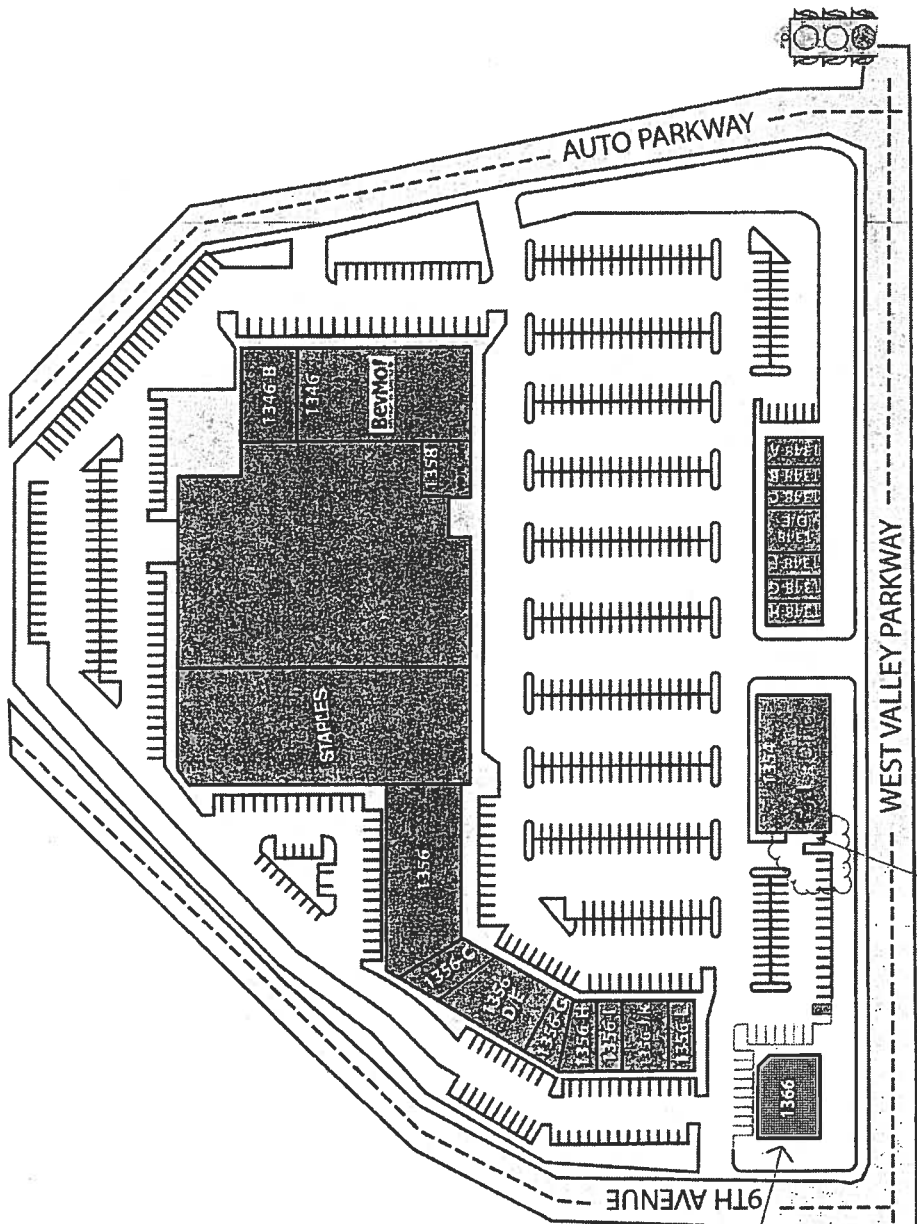 AUTO PARKWAY
1346 B
1346
BevMo!
1358
1348 A
1348 B
1348 C
1348
D/E
1348 F
1348 G
1348 H
STAPLES
WEST VALLEY PARKWAY
1356
1356 C
1356
D/E
1356 G
1356 H
1356 I
1356 L
1366
9TH AVENUE